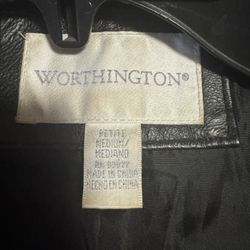 WORTHINGTON®
PETITE
MEDIUM/
MEDIANO
MADE IN CHINA
HECHO EN CHINA